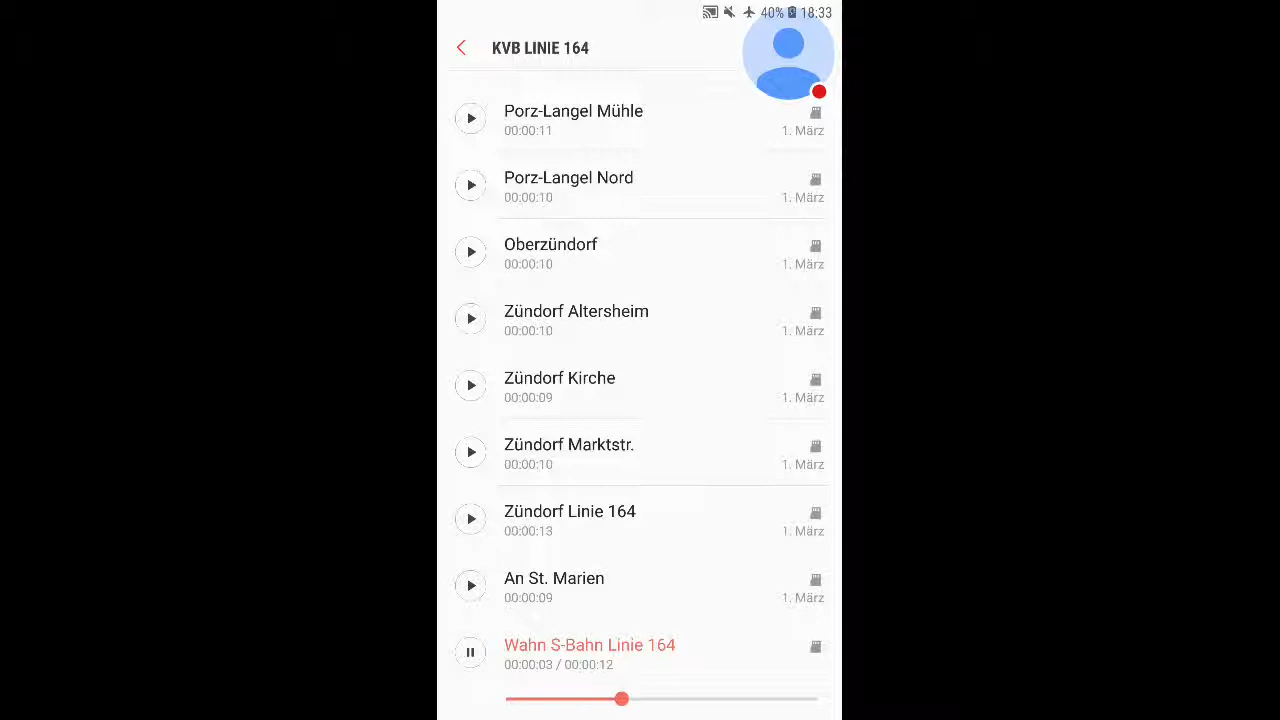 40% 18:33
KVB LINIE 164
Porz-Langel Mühle
00:00:11 1. März
Porz-Langel Nord
00:00:10 1. März
Oberzündorf
00:00:10 1. März
Zündorf Altersheim
00:00:10 1. März
Zündorf Kirche
00:00:09 1. März
Zündorf Marktstr.
00:00:10 1. März
Zündorf Linie 164
00:00:13 1. März
An St. Marien
00:00:09 1. März
Wahn S-Bahn Linie 164
00:00:03 / 00:00:12